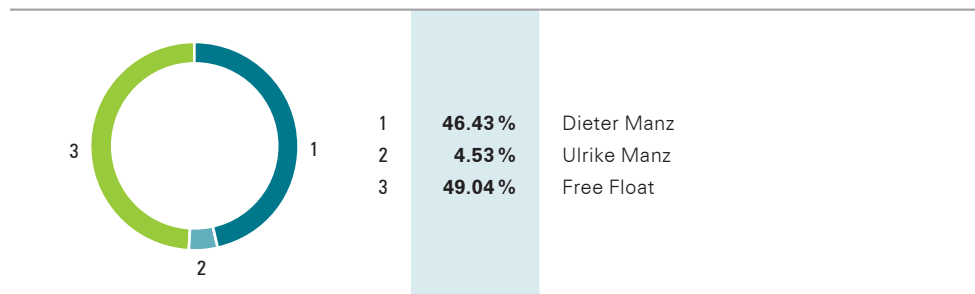 3
1
2
1 46.43 % Dieter Manz
2 4.53 % Ulrike Manz
3 49.04 % Free Float